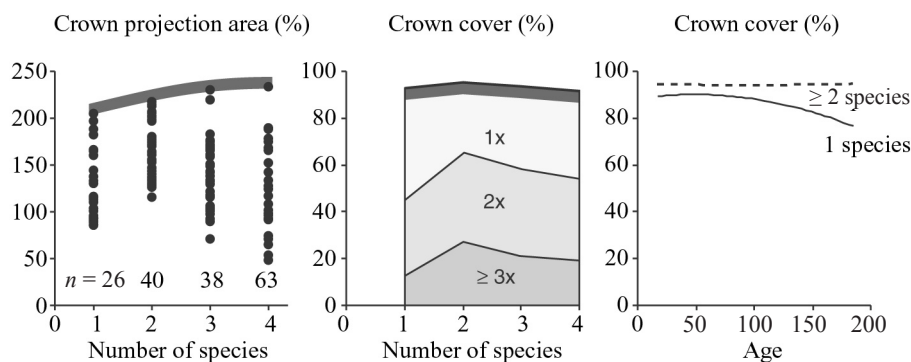 Crown projection area (%)
250
200
150
100
50
0
n = 26 40 38 63
0 1 2 3 4
Number of species
Crown cover (%)
100
80
60
40
20
0
1x
2x
≥ 3x
0 1 2 3 4
Number of species
Crown cover (%)
100
80
60
40
80
0
≥ 2 species
1 species
0 50 100 150 200
Age